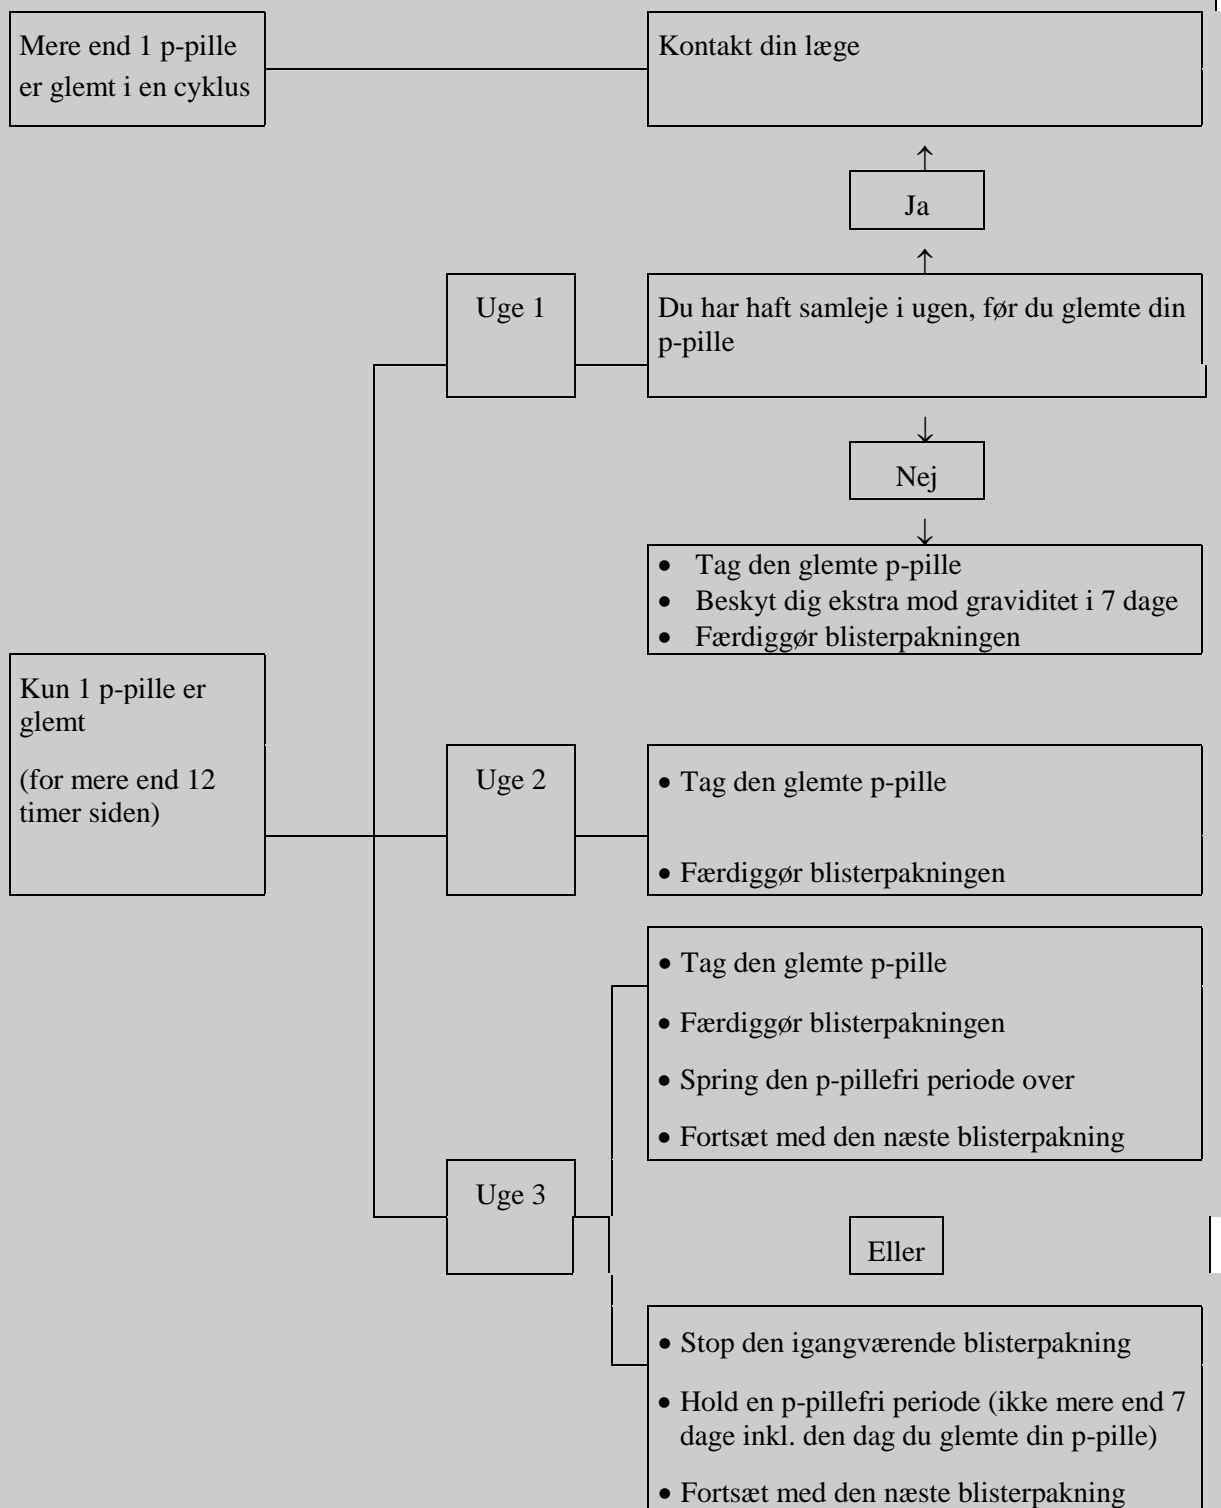 Mere end 1 p-pille
er glemt i en cyklus
Kontakt din læge
↑
Ja
↑
Uge 1
Du har haft samleje i ugen, før du glemte din
p-pille
↓
Nej
↓
• Tag den glemte p-pille
• Beskyt dig ekstra mod graviditet i 7 dage
• Færdiggør blisterpakningen
Kun 1 p-pille er
glemt
(for mere end 12
timer siden)
Uge 2
• Tag den glemte p-pille
• Færdiggør blisterpakningen
• Tag den glemte p-pille
• Færdiggør blisterpakningen
• Spring den p-pillefri periode over
• Fortsæt med den næste blisterpakning
Uge 3
Eller
• Stop den igangværende blisterpakning
• Hold en p-pillefri periode (ikke mere end 7
dage inkl. den dag du glemte din p-pille)
• Fortsæt med den næste blisterpakning